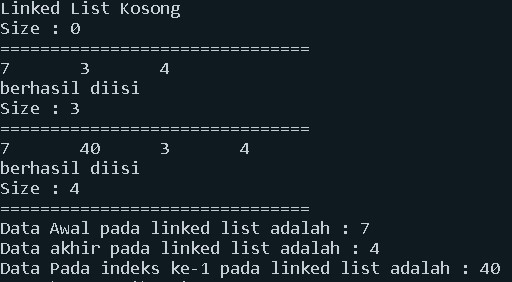 Linked List Kosong
Size : 0
===============================
7       3       4
berhasil diisi
Size : 3
===============================
7       40      3       4
berhasil diisi
Size : 4
===============================
Data Awal pada linked list adalah : 7
Data akhir pada linked list adalah : 4
Data Pada indeks ke-1 pada linked list adalah : 40